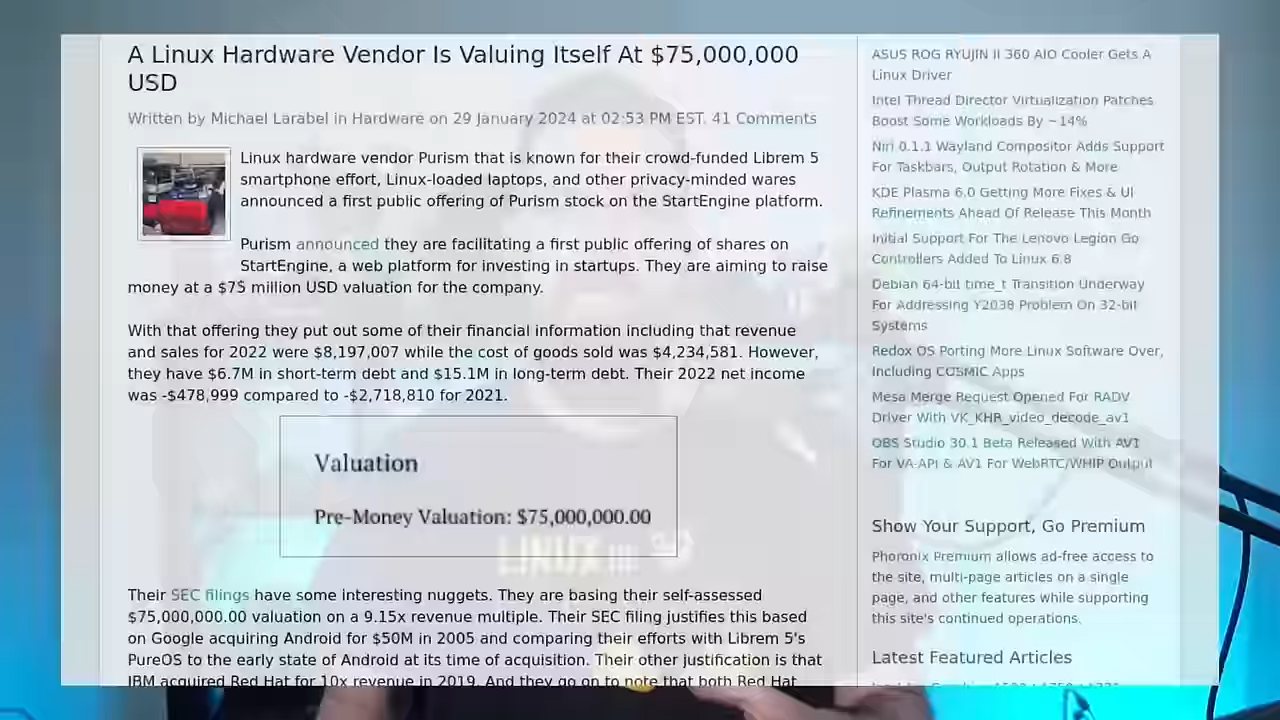 A Linux Hardware Vendor Is Valuing Itself At $75,000,000
USD
Written by Michael Larabel in Hardware on 29 January 2024 at 02:53 PM EST. 41 Comments
Linux hardware vendor Purism that is known for their crowd-funded Librem 5
smartphone effort, Linux-loaded laptops, and other privacy-minded wares
announced a first public offering of Purism stock on the StartEngine platform.
Purism announced they are facilitating a first public offering of shares on
StartEngine, a web platform for investing in startups. They are aiming to raise
money at a $75 million USD valuation for the company.
With that offering they put out some of their financial information including that revenue
and sales for 2022 were $8,197,007 while the cost of goods sold was $4,234,581. However,
they have $6.7M in short-term debt and $15.1M in long-term debt. Their 2022 net income
was -$478,999 compared to -$2,718,810 for 2021.
Valuation
Pre-Money Valuation: $75,000,000.00
Their SEC filings have some interesting nuggets. They are basing their self-assessed
$75,000,000.00 valuation on a 9.15x revenue multiple. Their SEC filing justifies this based
on Google acquiring Android for $50M in 2005 and comparing their efforts with Librem 5's
PureOS to the early state of Android at its time of acquisition. Their other justification is that
IBM acquired Red Hat for 10x revenue in 2019. And they go on to note that both Red Hat
ASUS ROG RYUJIN II 360 AIO Cooler Gets A
Linux Driver
Intel Thread Director Virtualization Patches
Boost Some Workloads By ~14%
Niri 0.1.1 Wayland Compositor Adds Support
For Taskbars, Output Rotation & More
KDE Plasma 6.0 Getting More Fixes & UI
Refinements Ahead Of Release This Month
Initial Support For The Lenovo Legion Go
Controllers Added To Linux 6.8
Debian 64-bit time_t Transition Underway
For Addressing Y2038 Problem On 32-bit
Systems
Redox OS Porting More Linux Software Over,
Including COSMIC Apps
Mesa Merge Request Opened For RADV
Driver With VK_KHR_video_decode_av1
OBS Studio 30.1 Beta Released With AV1
For VA-API & AV1 For WebRTC/WHIP Output
Show Your Support, Go Premium
Phoronix Premium allows ad-free access to
the site, multi-page articles on a single
page, and other features while supporting
this site's continued operations.
Latest Featured Articles
LINUX